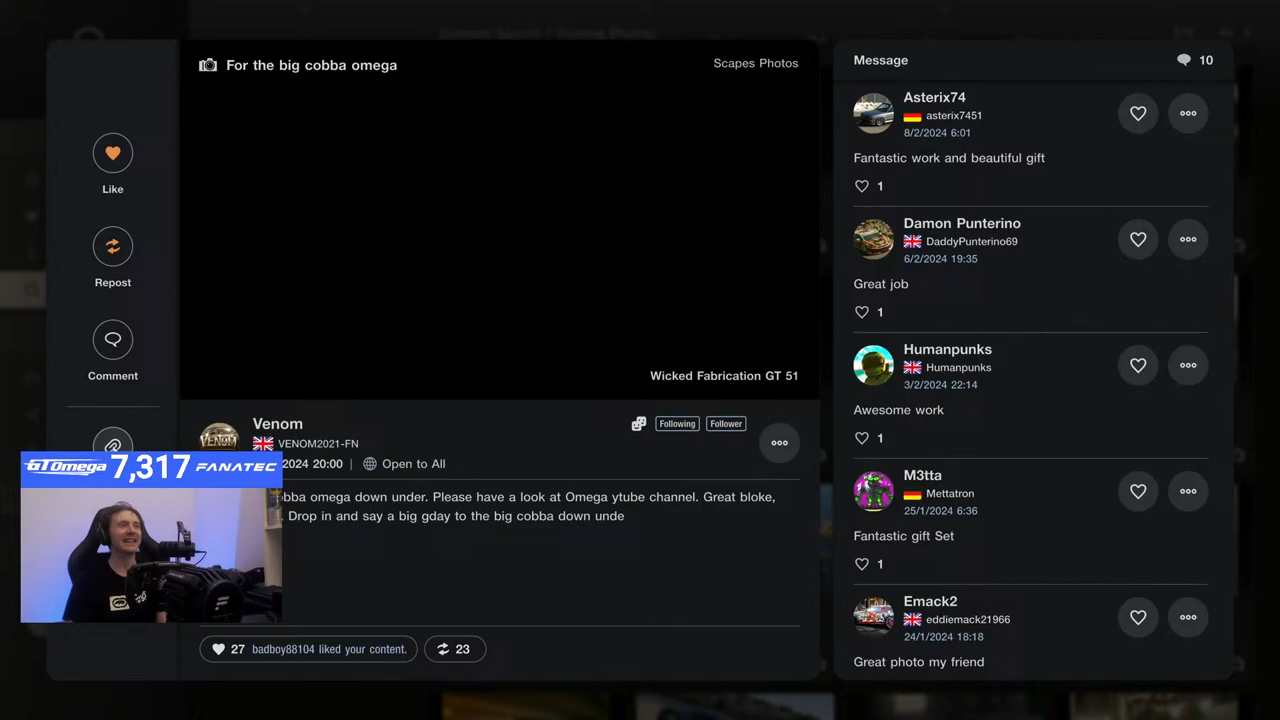 For the big cobba omega
Scapes Photos
Like
Repost
Comment
Wicked Fabrication GT 51
Venom
VENOM2021-FN
Following
Follower
2024 20:00 | Open to All
obba omega down under. Please have a look at Omega ytube channel. Great bloke,
. Drop in and say a big gday to the big cobba down unde
27 badboy88104 liked your content.
23
GTOmega 7,317 FANATEC
Message
10
Asterix74
asterix7451
8/2/2024 6:01
Fantastic work and beautiful gift
1
Damon Punterino
DaddyPunterino69
6/2/2024 19:35
Great job
1
Humanpunks
Humanpunks
3/2/2024 22:14
Awesome work
1
M3tta
Mettatron
25/1/2024 6:36
Fantastic gift Set
1
Emack2
eddiemack21966
24/1/2024 18:18
Great photo my friend